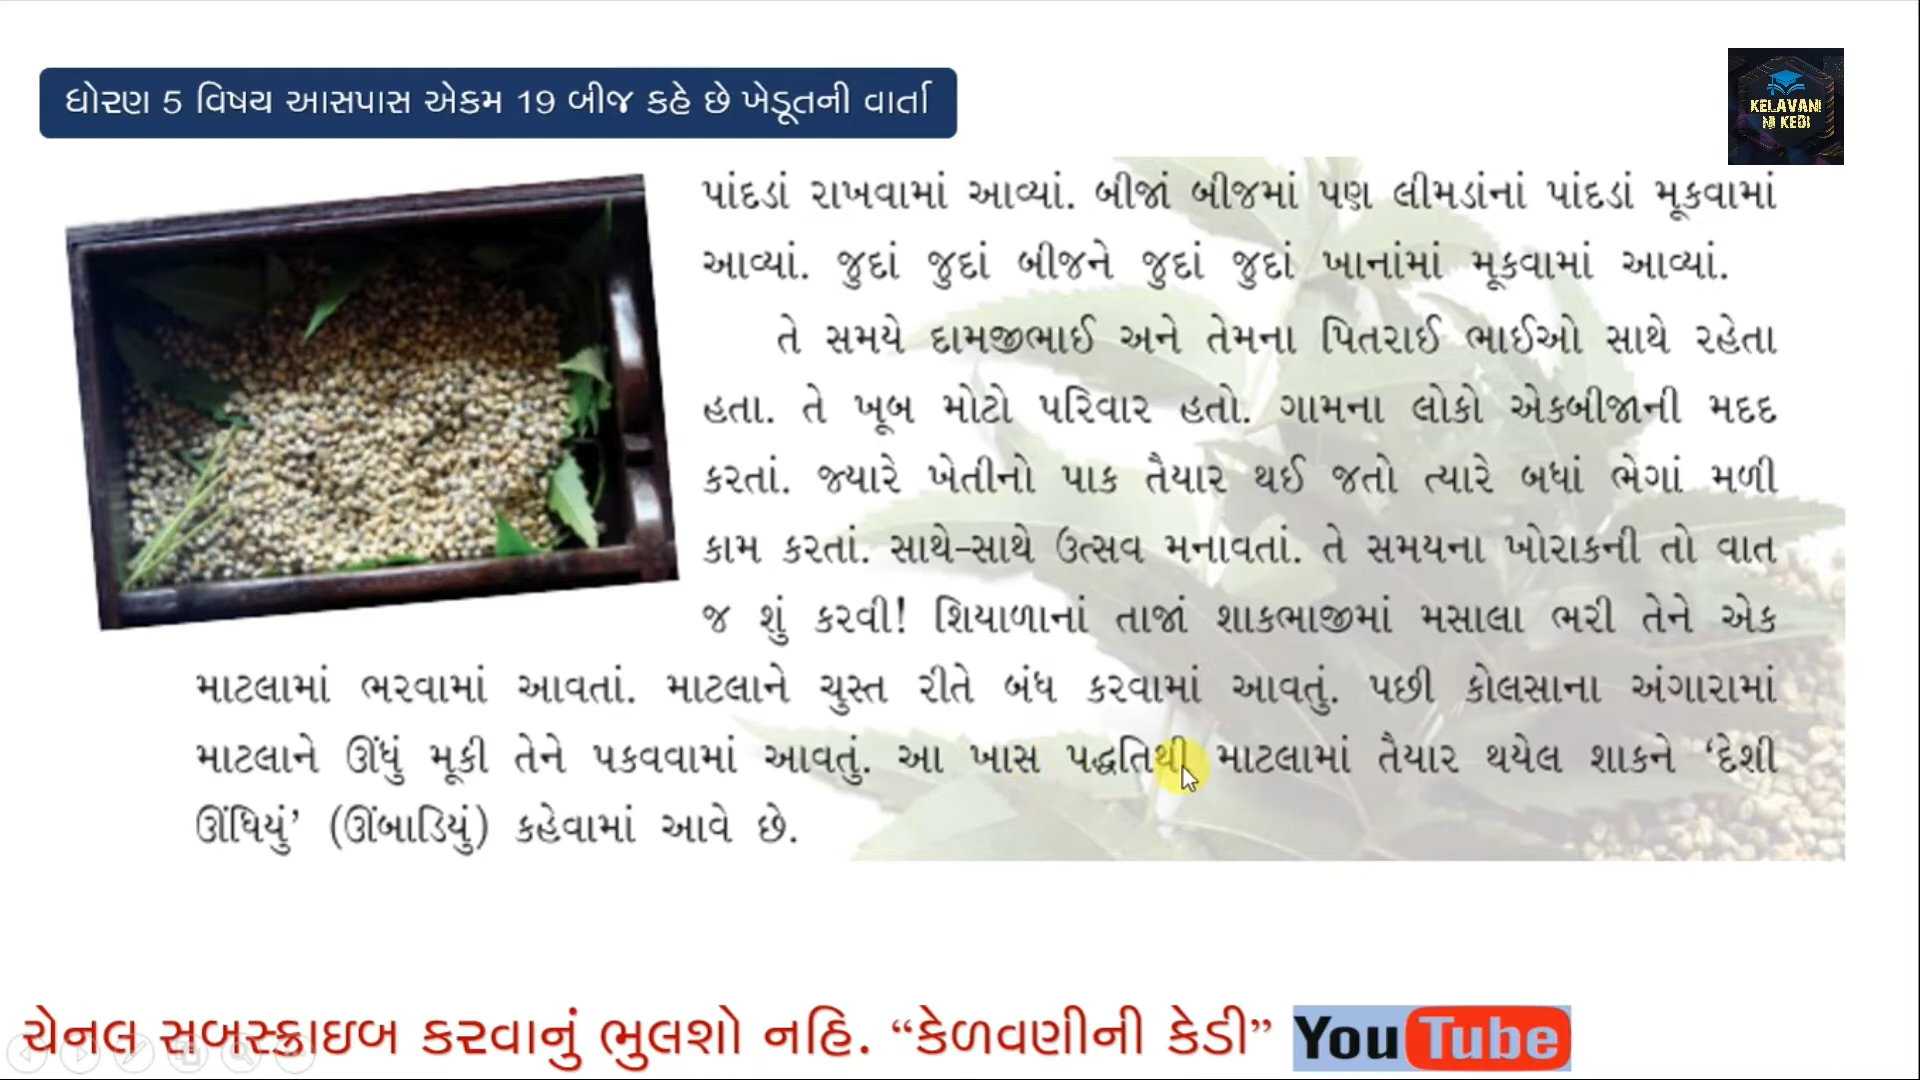 ધોરણ 5 વિષય આસપાસ એકમ 19 બીજ કહે છે ખેડૂતની વાર્તા
KELAVANI
NI KEDI
પાંદડાં રાખવામાં આવ્યાં. બીજાં બીજમાં પણ લીમડાંનાં પાંદડાં મૂકવામાં
આવ્યાં. જુદાં જુદાં બીજને જુદાં જુદાં ખાનાંમાં મૂકવામાં આવ્યાં.
તે સમયે દામજીભાઈ અને તેમના પિતરાઈ ભાઈઓ સાથે રહેતા
હતા. તે ખૂબ મોટો પરિવાર હતો. ગામના લોકો એકબીજાની મદદ
કરતાં. જ્યારે ખેતીનો પાક તૈયાર થઈ જતો ત્યારે બધાં ભેગાં મળી
કામ કરતાં. સાથે-સાથે ઉત્સવ મનાવતાં. તે સમયના ખોરાકની તો વાત
જ શું કરવી! શિયાળાનાં તાજાં શાકભાજીમાં મસાલા ભરી તેને એક
માટલામાં ભરવામાં આવતાં. માટલાને ચુસ્ત રીતે બંધ કરવામાં આવતું. પછી કોલસાના અંગારામાં
માટલાને ઊંધું મૂકી તેને પકવવામાં આવતું. આ ખાસ પદ્ધતિથી માટલામાં તૈયાર થયેલ શાકને ‘દેશી
ઊંધિયું’ (ઊંબાડિયું) કહેવામાં આવે છે.
ચેનલ સબસ્ક્રાઇબ કરવાનું ભુલશો નહિ. “કેળવણીની કેડી” YouTube